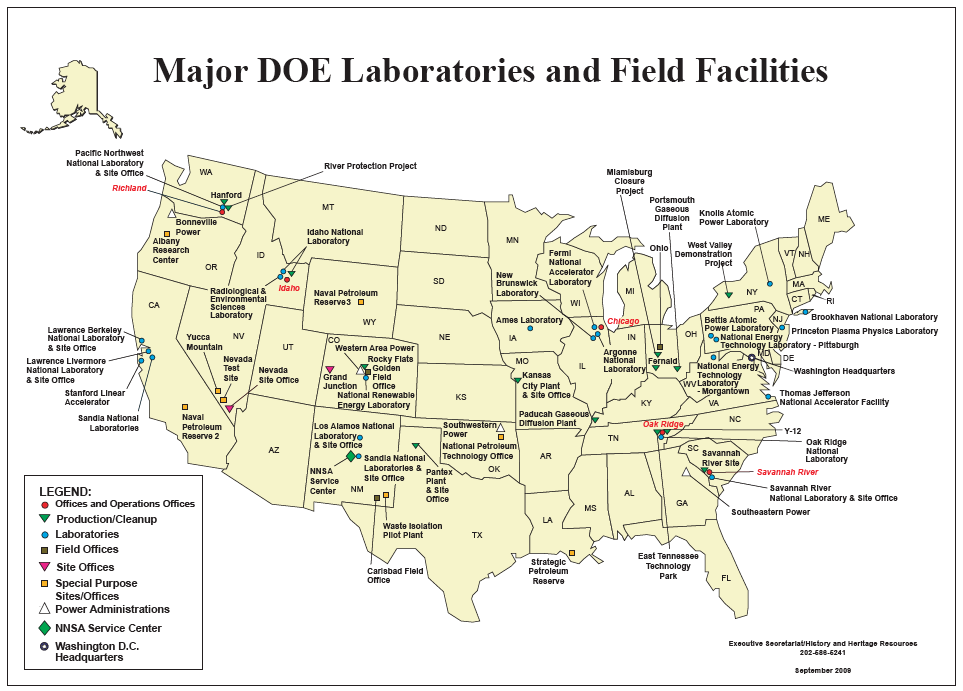 Major DOE Laboratories and Field Facilities
Pacific Northwest
National Laboratory
& Site Office
Richland
WA
Hanford
River Protection Project
Bonneville
Power
Albany
Research
Center
OR
ID
MT
Idaho National
Laboratory
Radiological &
Environmental
Sciences
Laboratory
Idaho
Naval Petroleum
Reserve3
WY
ND
SD
NE
KS
MN
Miamisburg
Closure
Project
Portsmouth
Gaseous
Diffusion
Plant
Knolls Atomic
Power Laboratory
West Valley
Demonstration
Project
Ohio
Fermi
National
Accelerator
Laboratory
New
Brunswick
Laboratory
WI
MI
Ames Laboratory
IA
Chicago
Argonne
National
Laboratory
IL
IN
OH
Fernald
ME
VT
NH
NY
MA
CT
RI
PA
NJ
Brookhaven National Laboratory
Princeton Plasma Physics Laboratory
Bettis Atomic
Power Laboratory
National Energy
Technology Laboratory - Pittsburgh
MD
DE
Washington Headquarters
National Energy
Technology
Laboratory
- Morgantown
WV
VA
Thomas Jefferson
National Accelerator Facility
CA
NV
UT
CO
Lawrence Berkeley
National Laboratory
& Site Office
Lawrence Livermore
National Laboratory
& Site Office
Stanford Linear
Accelerator
Sandia National
Laboratories
Yucca
Mountain
Nevada
Test
Site
Nevada
Site Office
Naval
Petroleum
Reserve 2
Western Area Power
Rocky Flats
Golden
Field
Office
Grand
Junction
National Renewable
Energy Laboratory
MO
Kansas
City Plant
& Site Office
Paducah Gaseous
Diffusion Plant
KY
TN
Oak Ridge
NC
Y-12
Oak Ridge
National
Laboratory
SC
Savannah
River Site
Savannah River
Savannah River
National Laboratory & Site Office
Southeastern Power
GA
AL
MS
East Tennessee
Technology
Park
FL
AZ
NM
Los Alamos National
Laboratory
& Site Office
NNSA
Service
Center
Sandia National
Laboratories &
Site Office
Southwestern
Power
National Petroleum
Technology Office
OK
AR
Pantex
Plant
& Site
Office
Waste Isolation
Pilot Plant
Carlsbad Field
Office
TX
LA
Strategic
Petroleum
Reserve
LEGEND:
Offices and Operations Offices
Production/Cleanup
Laboratories
Field Offices
Site Offices
Special Purpose
Sites/Offices
Power Administrations
NNSA Service Center
Washington D.C.
Headquarters
Executive Secretariat/History and Heritage Resources
202-586-5241
September 2009